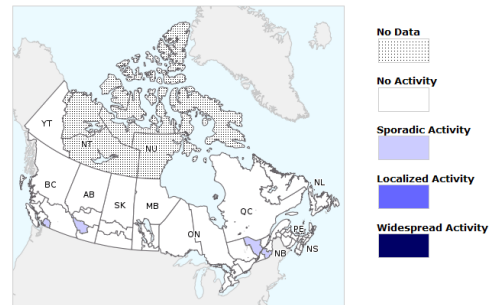 No Data
No Activity
Sporadic Activity
Localized Activity
Widespread Activity
YT
NT
NU
BC
AB
SK
MB
ON
QC
NL
PE
NB
NS